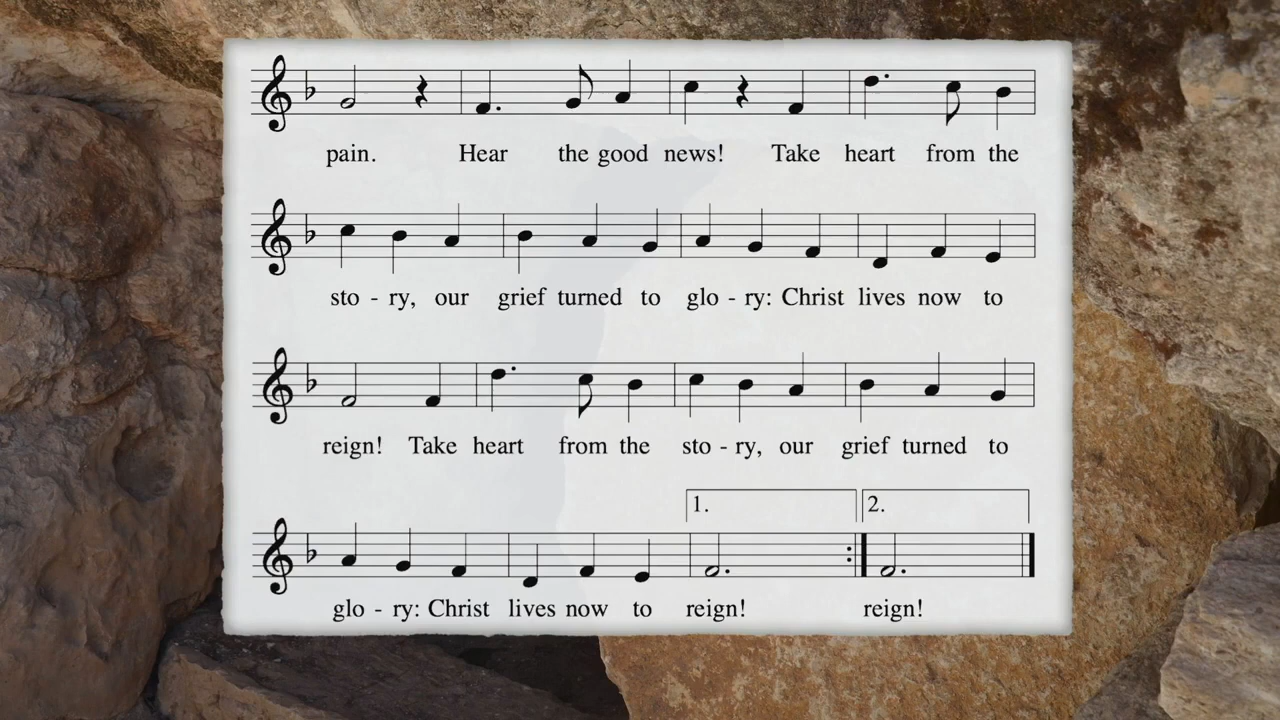 pain. Hear the good news! Take heart from the
sto - ry, our grief turned to glo - ry: Christ lives now to
reign! Take heart from the sto - ry, our grief turned to
1. 2.
glo - ry: Christ lives now to reign! reign!